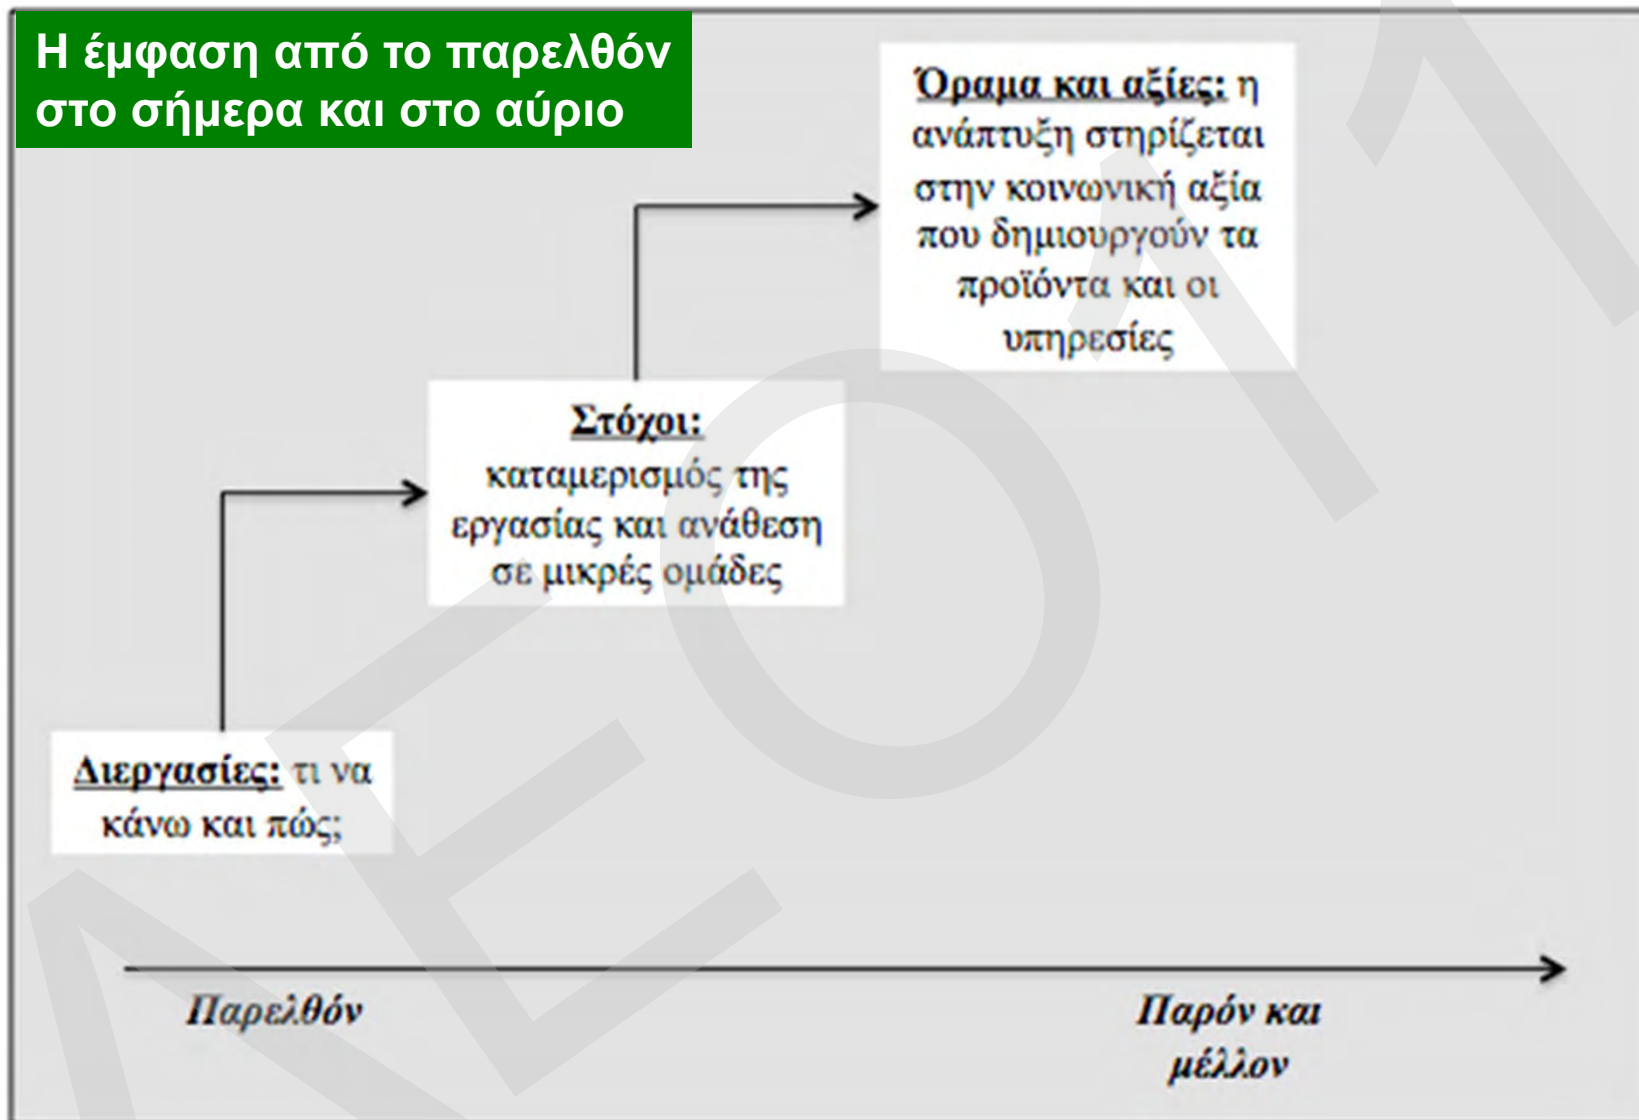 Η έμφαση από το παρελθόν
στο σήμερα και στο αύριο
Όραμα και αξίες: η
ανάπτυξη στηρίζεται
στην κοινωνική αξία
που δημιουργούν τα
προϊόντα και οι
υπηρεσίες
Στόχοι:
καταμερισμός της
εργασίας και ανάθεση
σε μικρές ομάδες
Διεργασίες: τι να
κάνω και πώς;
Παρελθόν
Παρόν και
μέλλον